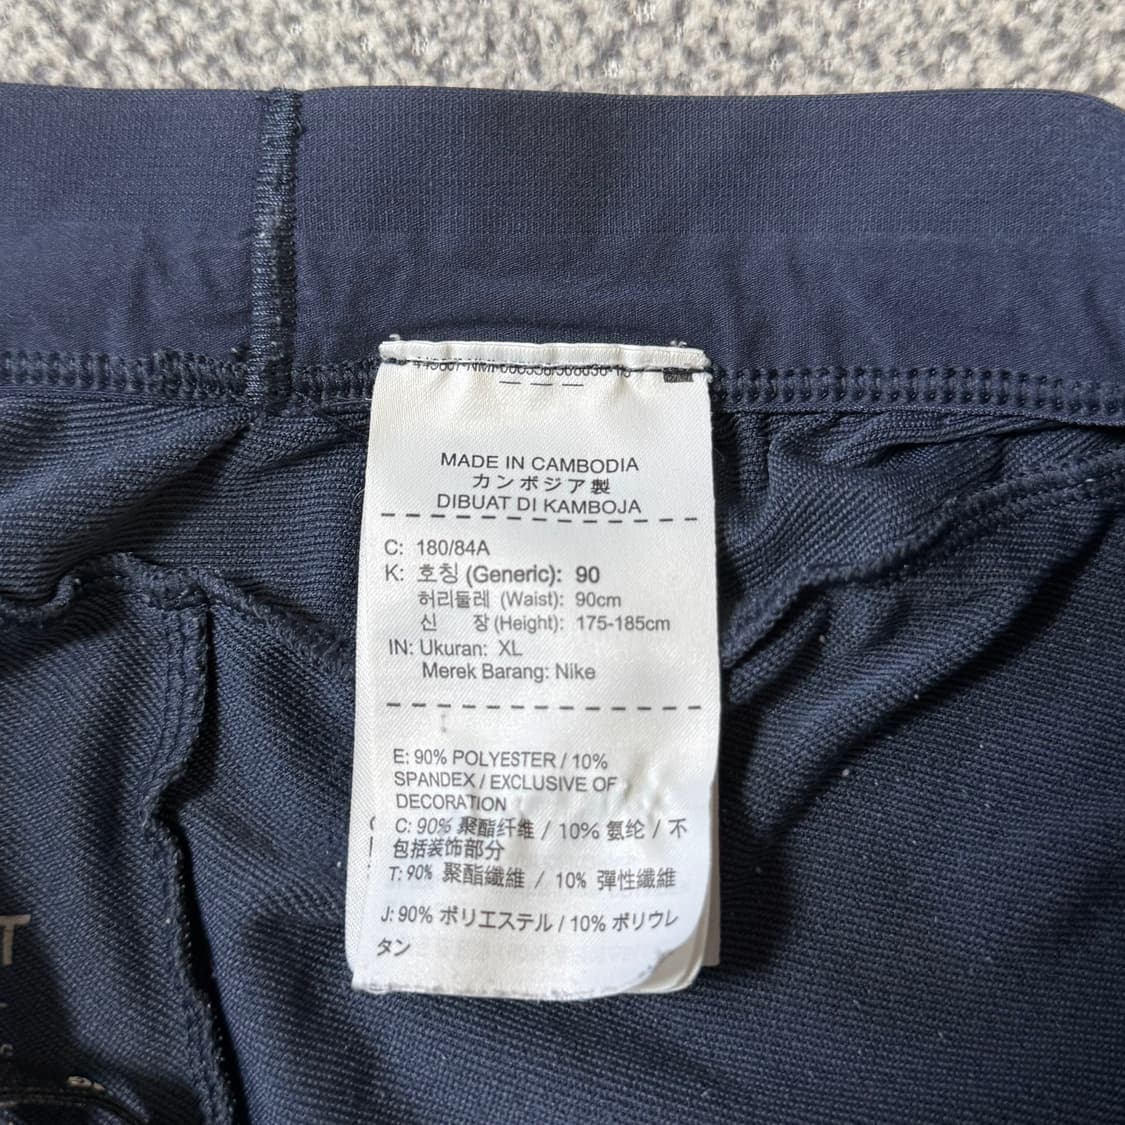 MADE IN CAMBODIA
カンボジア製
DIBUAT DI KAMBOJA
C: 180/84A
K: 호칭 (Generic): 90
허리둘레 (Waist): 90cm
신 장 (Height): 175-185cm
IN: Ukuran: XL
Merek Barang: Nike
E: 90% POLYESTER / 10%
SPANDEX / EXCLUSIVE OF
DECORATION
C: 90% 聚酯纤维 / 10% 氨纶 / 不
包括装饰部分
T: 90% 聚酯纖維 / 10% 彈性纖維
J: 90% ポリエステル / 10% ポリウレ
タン